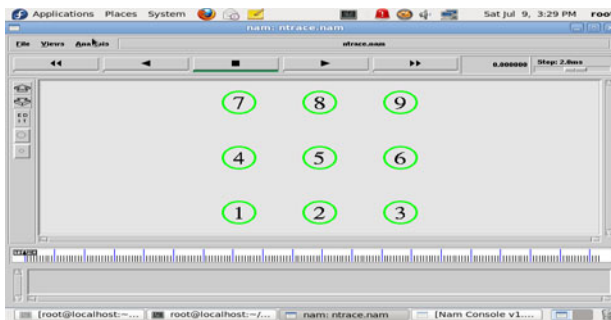 Applications Places System Sat Jul 9, 3:29 PM root
nam: ntrace.nam
File Views Analysis ntrace.nam
0.000000 Step: 2.0ms
7 8 9
4 5 6
1 2 3
[root@localhost:~... root@localhost:~/... nam: ntrace.nam [Nam Console v1....